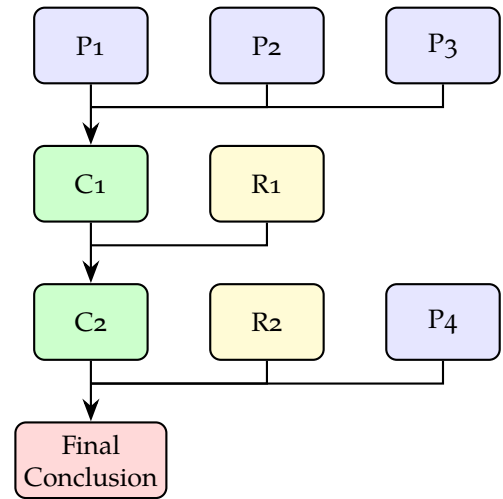 P1
P2
P3
C1
R1
C2
R2
P4
Final
Conclusion